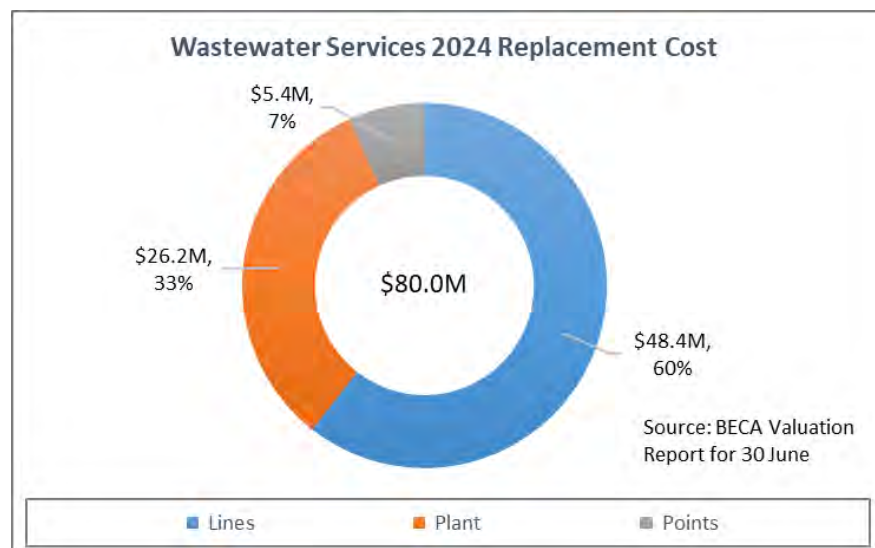 Wastewater Services 2024 Replacement Cost
$5.4M,
7%
$26.2M,
33%
$80.0M
$48.4M,
60%
Source: BECA Valuation
Report for 30 June
Lines Plant Points